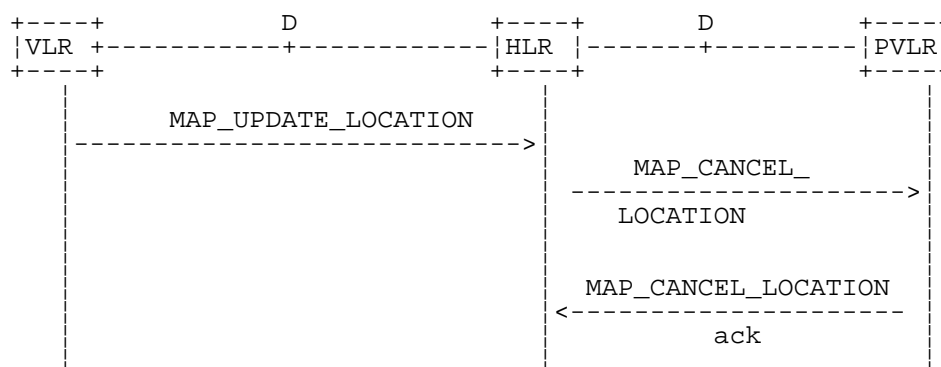 D D
VLR HLR PVLR
MAP_UPDATE_LOCATION
MAP_CANCEL_
LOCATION
MAP_CANCEL_LOCATION
ack